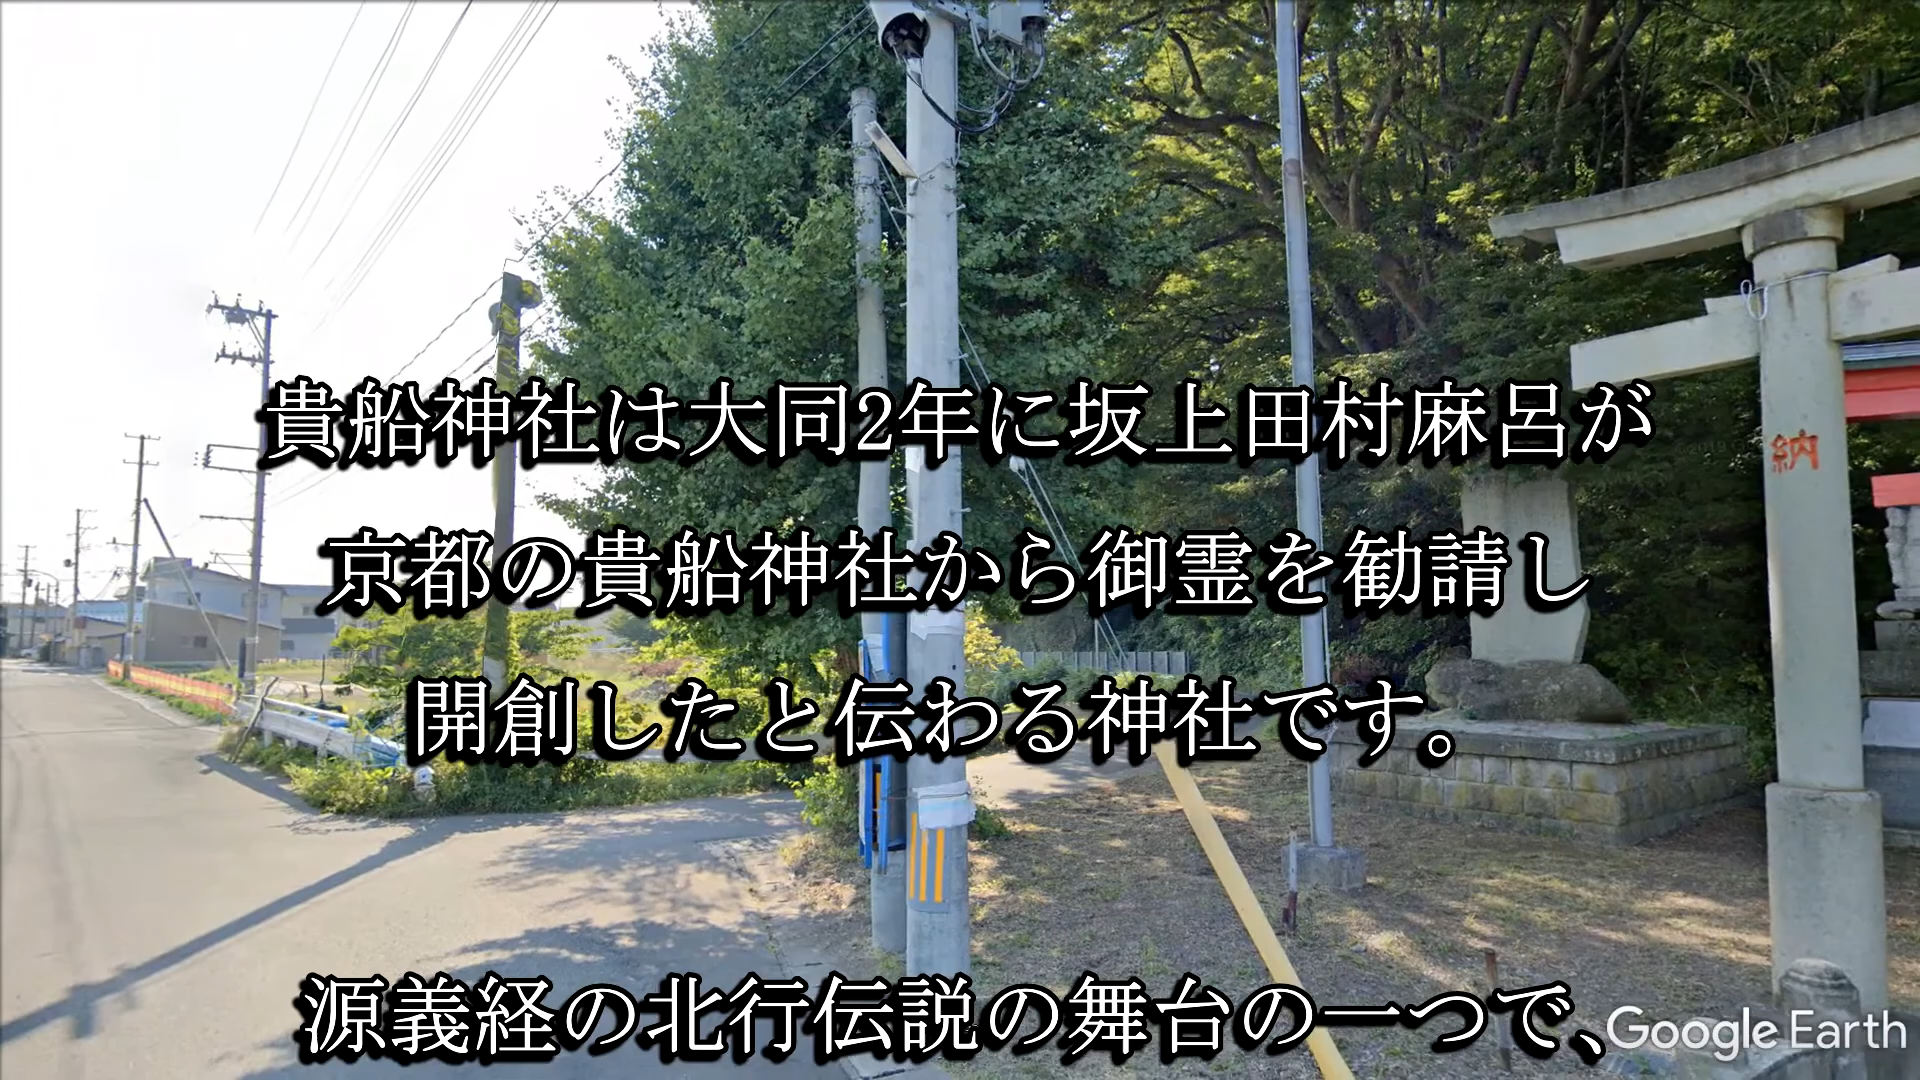 貴船神社は大同2年に坂上田村麻呂が
京都の貴船神社から御霊を勧請し
開創したと伝わる神社です。
源義経の北行伝説の舞台の一つで、
納
Google Earth